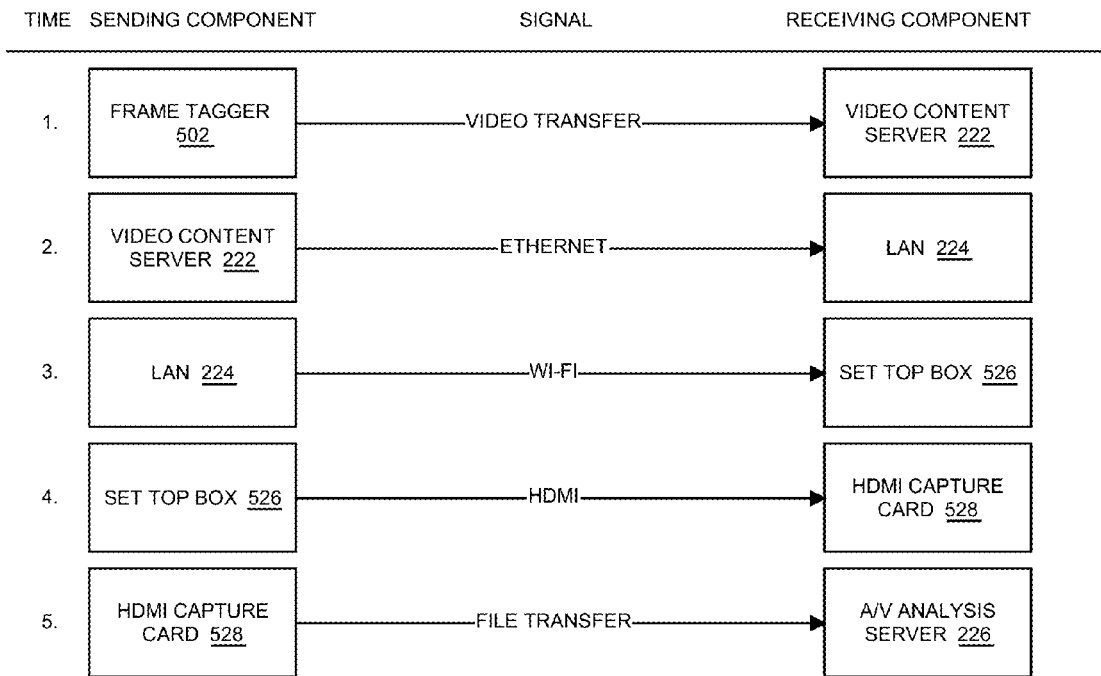 TIME SENDING COMPONENT SIGNAL RECEIVING COMPONENT
1. FRAME TAGGER
502
VIDEO TRANSFER
VIDEO CONTENT
SERVER 222
2. VIDEO CONTENT
SERVER 222
ETHERNET
LAN 224
3. LAN 224
WI-FI
SET TOP BOX 526
4. SET TOP BOX 526
HDMI
HDMI CAPTURE
CARD 528
5. HDMI CAPTURE
CARD 528
FILE TRANSFER
A/V ANALYSIS
SERVER 226